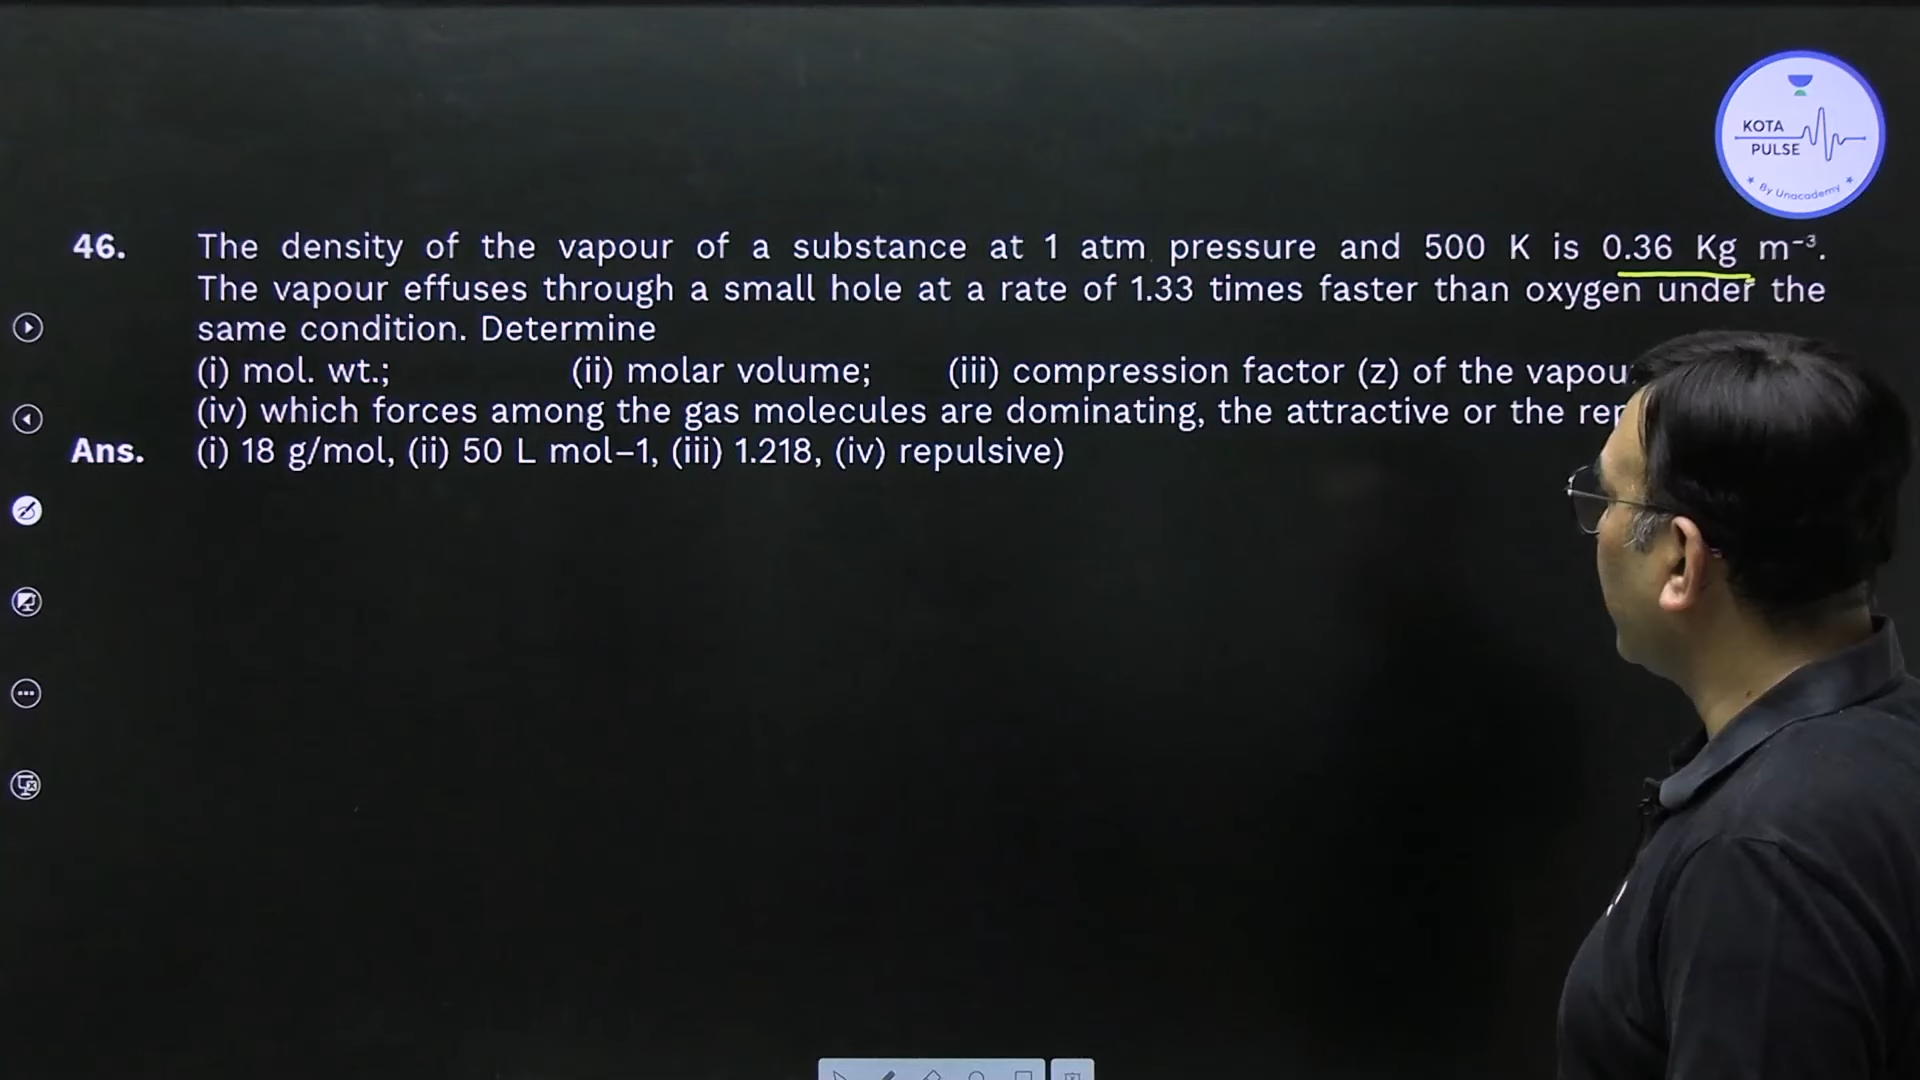 KOTA
PULSE
★ By Unacademy ★
46. The density of the vapour of a substance at 1 atm pressure and 500 K is 0.36 Kg m⁻³.
The vapour effuses through a small hole at a rate of 1.33 times faster than oxygen under the
same condition. Determine
(i) mol. wt.; (ii) molar volume; (iii) compression factor (z) of the
(iv) which forces among the gas molecules are dominating, the attractive or the
Ans. (i) 18 g/mol, (ii) 50 L mol–1, (iii) 1.218, (iv) repulsive)